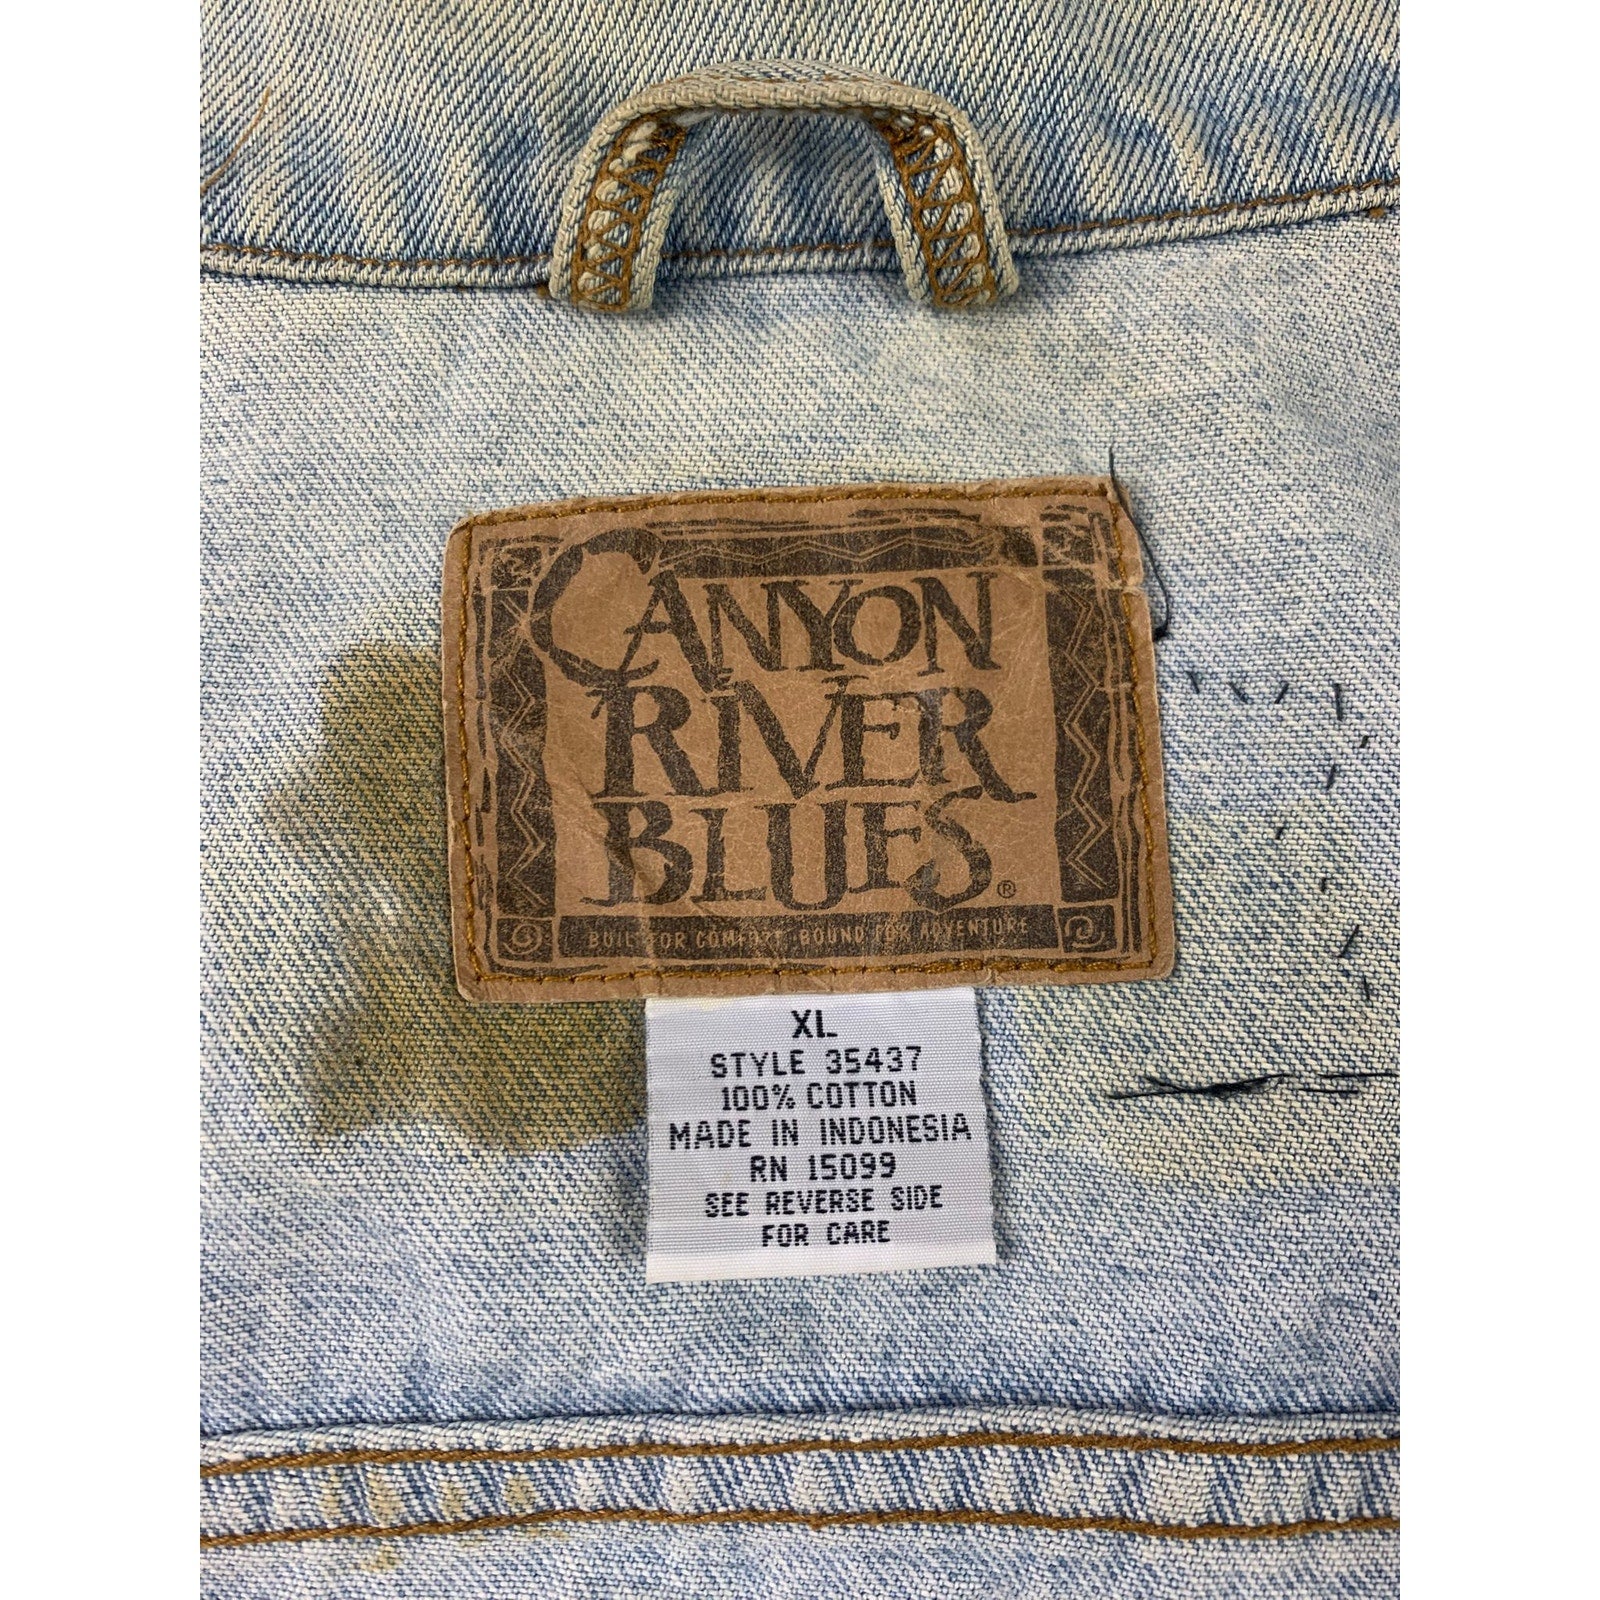 CANYON
RIVER
BLUES®
BUILT FOR COMFORT. BOUND FOR ADVENTURE
XL
STYLE 35437
100% COTTON
MADE IN INDONESIA
RN 15099
SEE REVERSE SIDE
FOR CARE